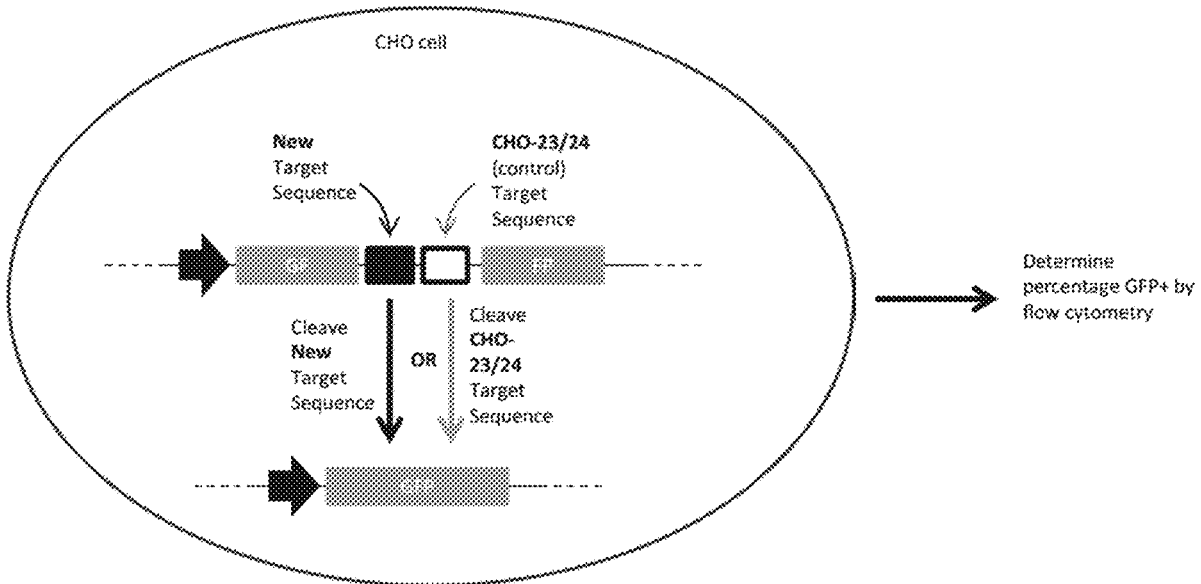 CHO cell
New
Target
Sequence
CHO-23/24
(control)
Target
Sequence
Cleave
New
Target
Sequence
OR
Cleave
CHO-
23/24
Target
Sequence
GFP
Determine
percentage GFP+ by
flow cytometry